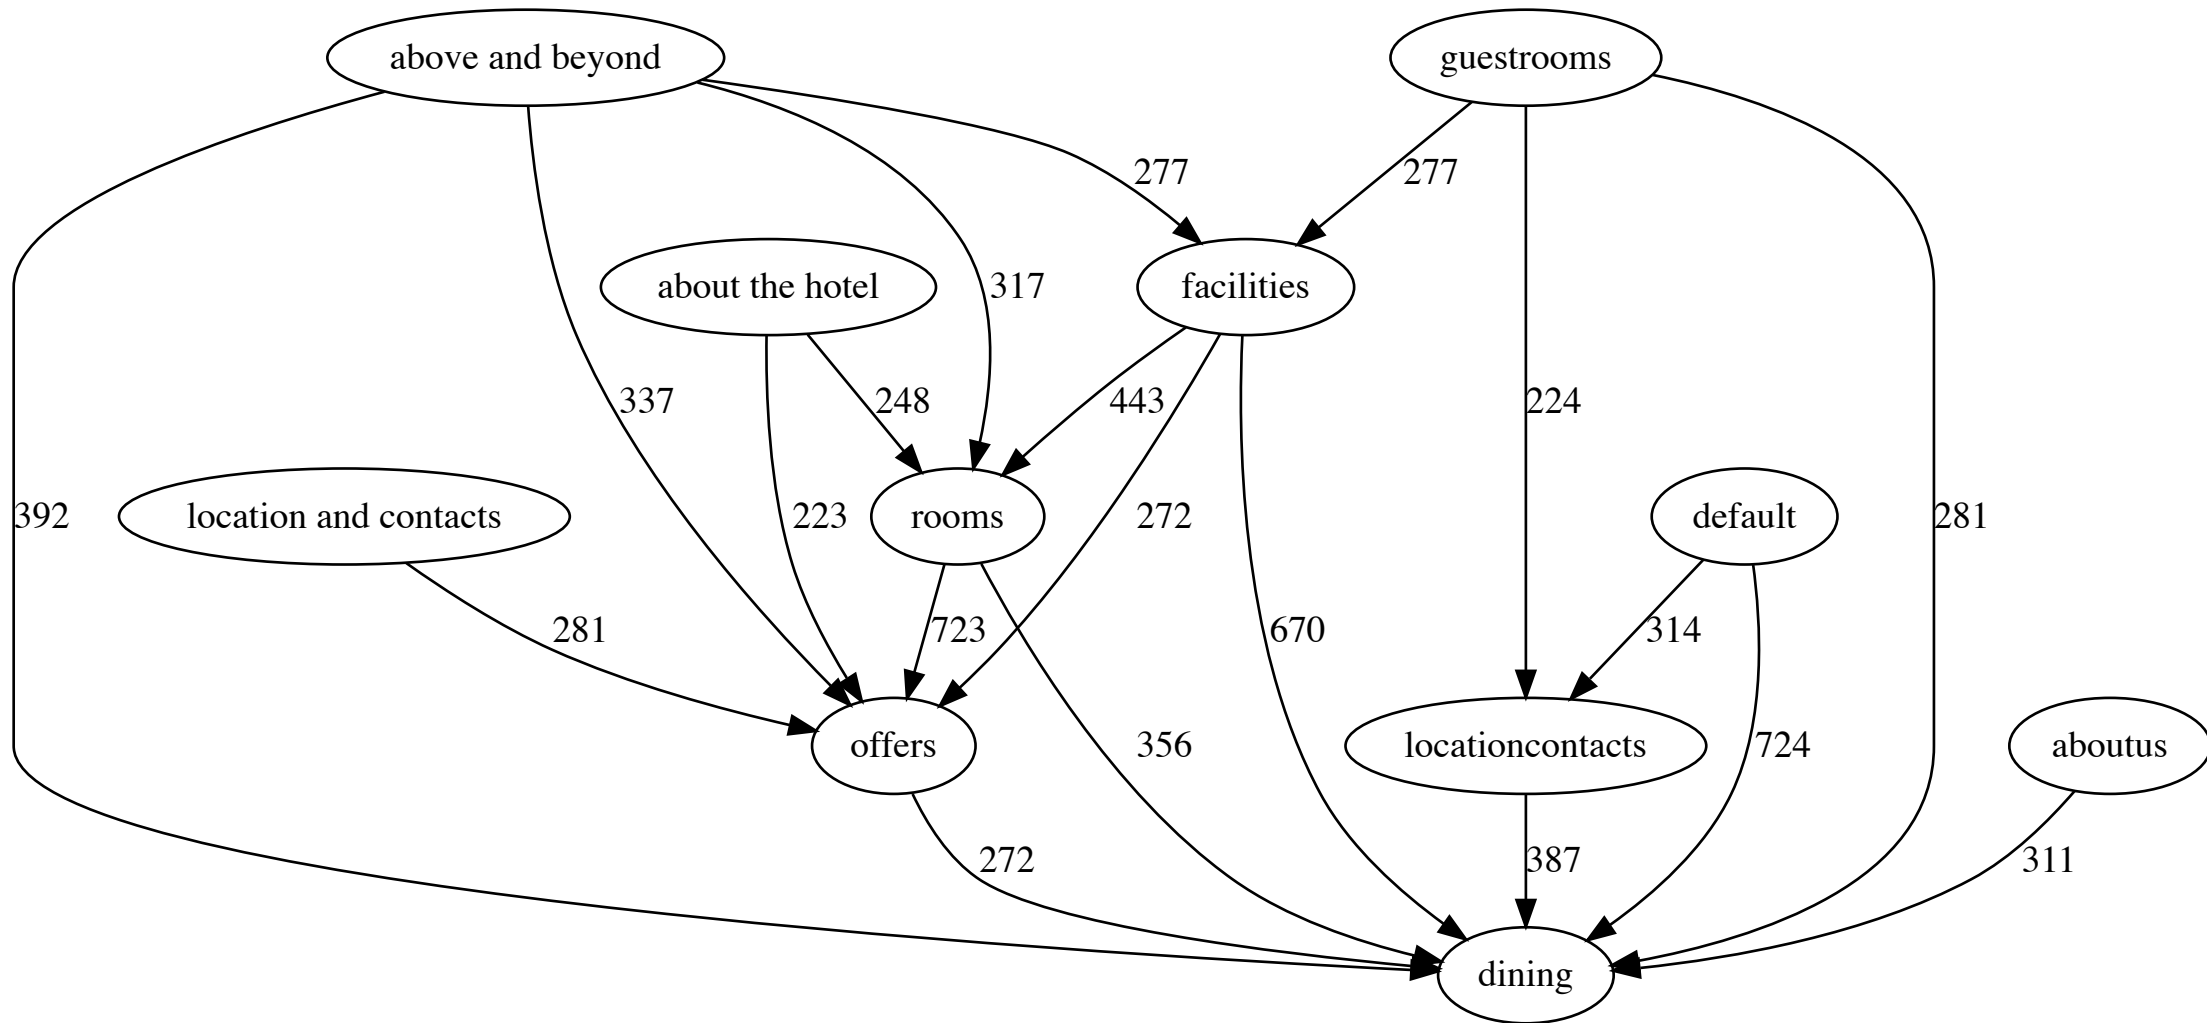 above and beyond
guestrooms
277
277
about the hotel
317
facilities
337
248
443
224
392
location and contacts
223
rooms
272
default
281
281
723
670
314
offers
356
locationcontacts
724
aboutus
272
387
311
dining